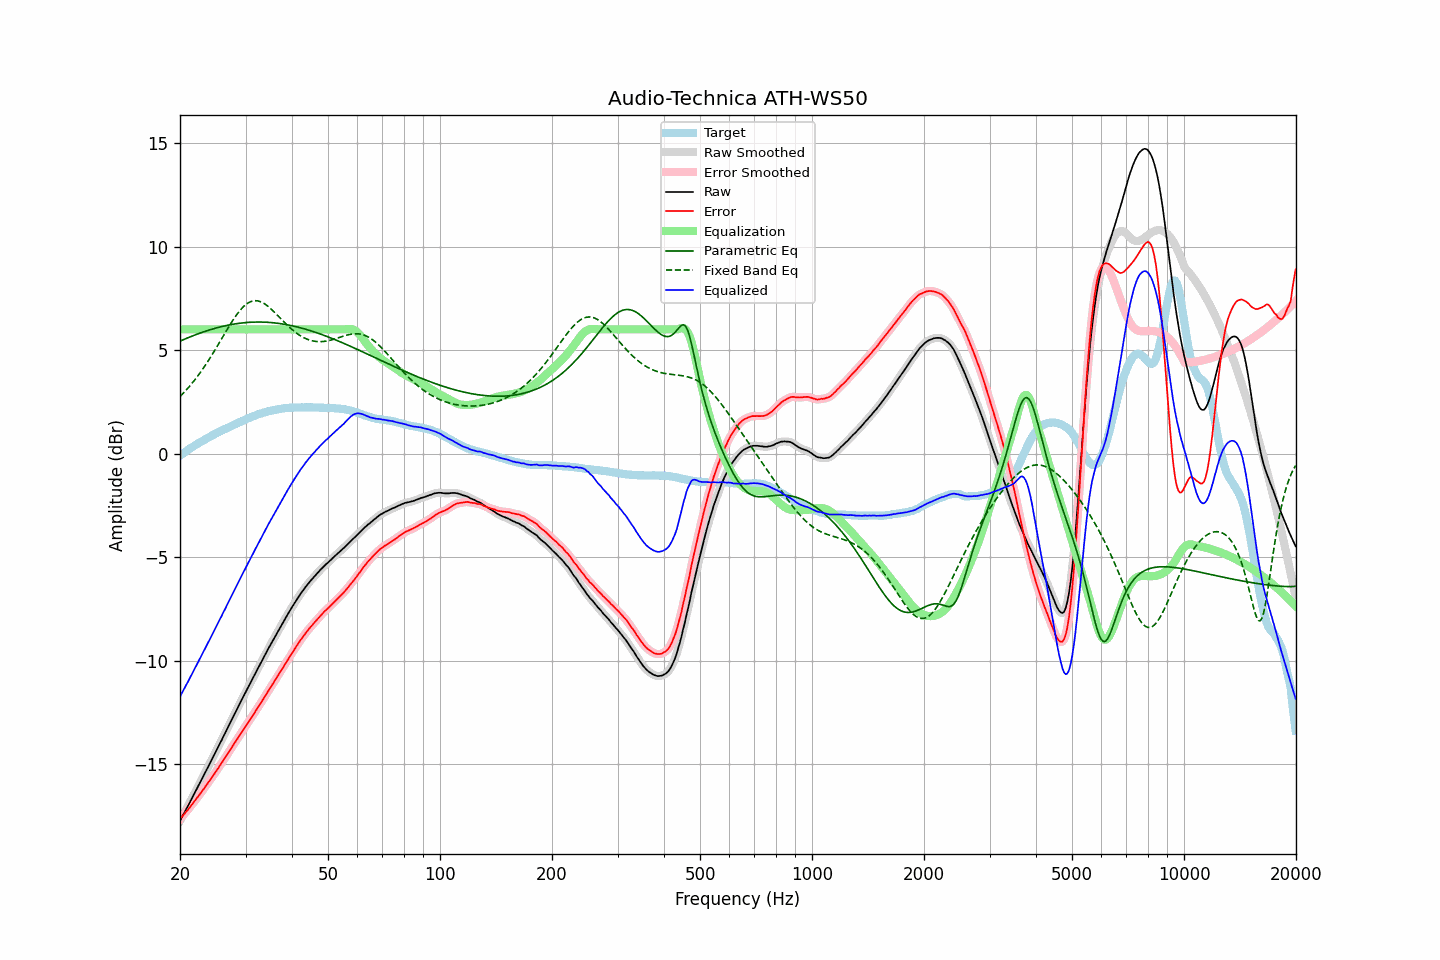 Audio-Technica ATH-WS50
Target
Raw Smoothed
Error Smoothed
Raw
Error
Equalization
Parametric Eq
Fixed Band Eq
Equalized
Amplitude (dBr)
15
10
5
0
−5
−10
−15
20
50
100
200
500
1000
2000
5000
10000
20000
Frequency (Hz)